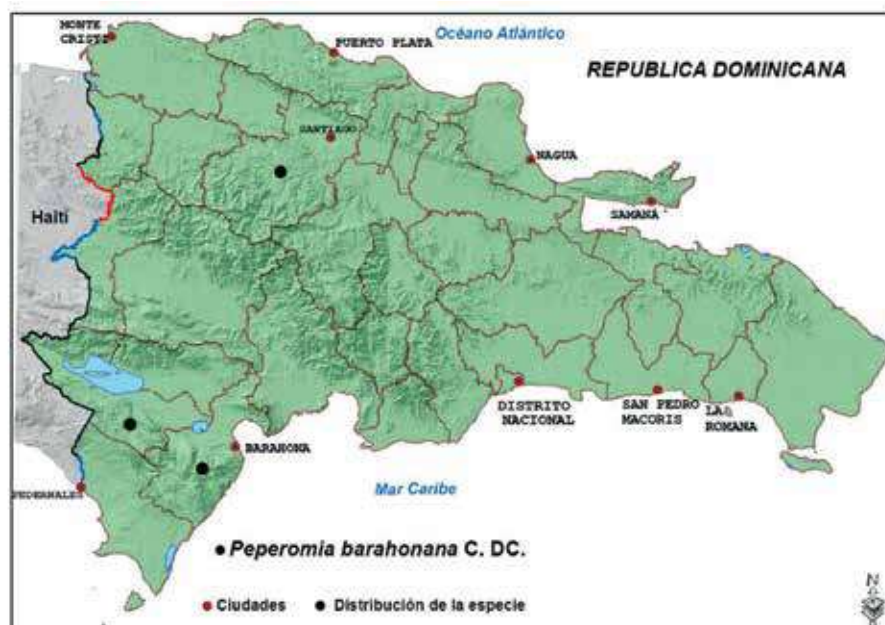 MONTE
CRISTI
PUERTO PLATA
Océano Atlántico
REPUBLICA DOMINICANA
SANTIAGO
NAGUA
SAMANÁ
Haití
DISTRITO
NACIONAL
SAN PEDRO
MACORIS
LA
ROMANA
BARAHONA
PEDERNALES
Mar Caribe
Peperomia barahonana C. DC.
Ciudades
Distribución de la especie
N